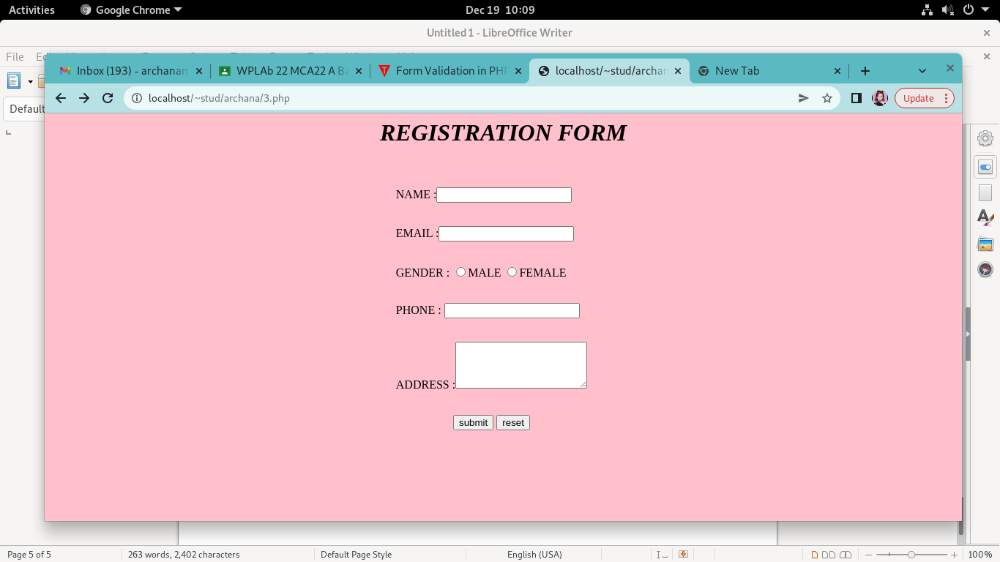 Activities Google Chrome Dec 19 10:09
Untitled 1 - LibreOffice Writer
File
Inbox (193) - archanam WPLAb 22 MCA22 A Ba Form Validation in PHP localhost/~stud/archan New Tab
localhost/~stud/archana/3.php Update
Default
REGISTRATION FORM
NAME :
EMAIL :
GENDER : MALE FEMALE
PHONE :
ADDRESS :
submit reset
Page 5 of 5 263 words, 2,402 characters Default Page Style English (USA) 100%